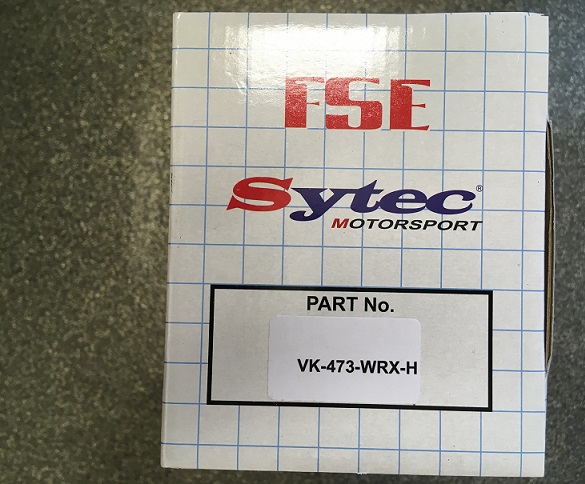 FSE
Sytec®
MOTORSPORT
PART No.
VK-473-WRX-H